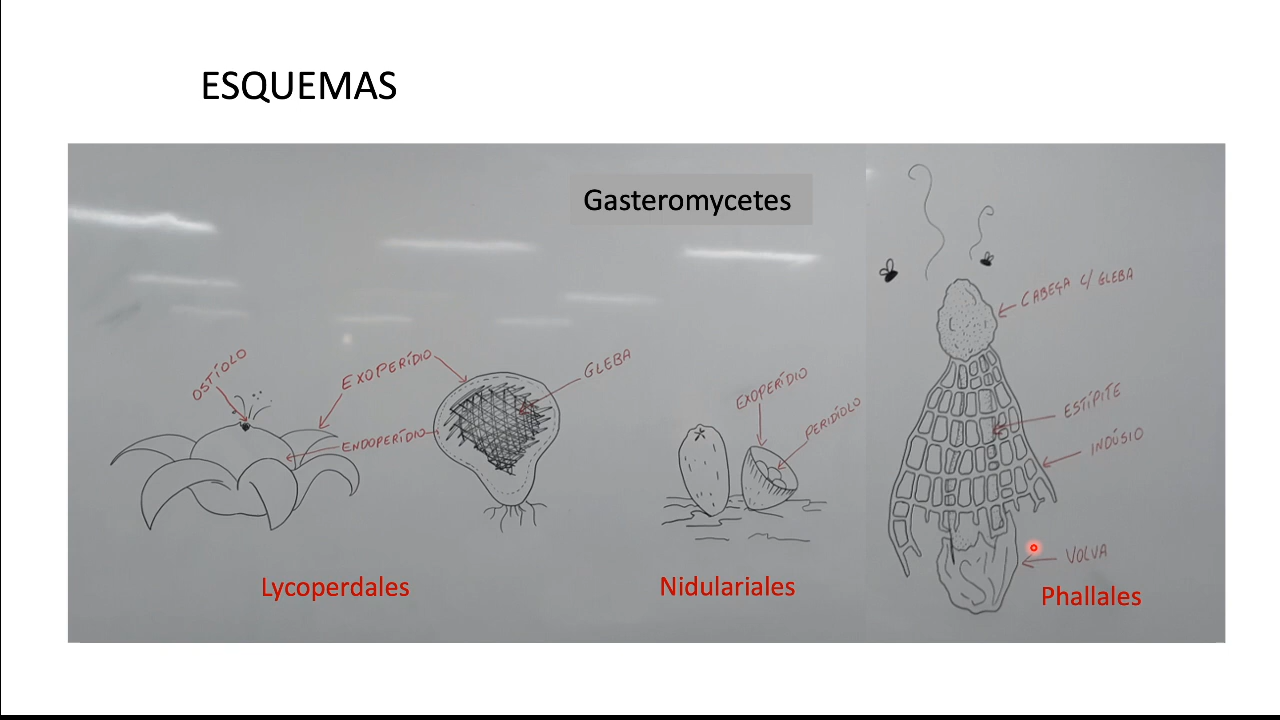 ESQUEMAS
Gasteromycetes
OSTÍOLO
EXOPERÍDIO
ENDOPERÍDIO
GLEBA
EXOPERÍDIO
PERIDÍOLO
CABEÇA C/ GLEBA
ESTÍPITE
INDÚSIO
VOLVA
Lycoperdales
Nidulariales
Phallales